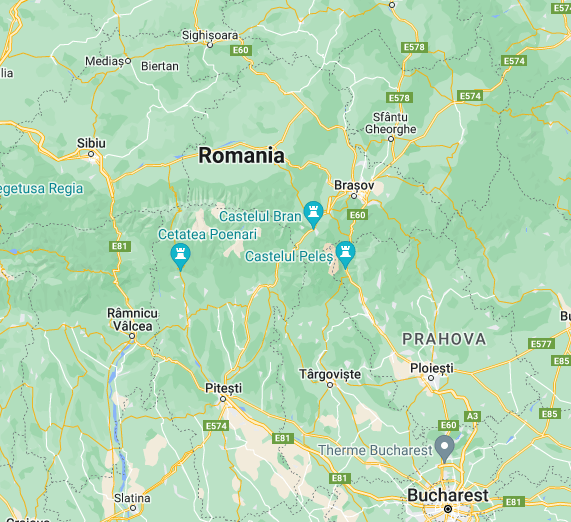 Sighișoara
E60
E574
E578
Mediaș
Biertan
E574
E578
E574
Sfântu
Gheorghe
Sibiu
Romania
egetusa Regia
Brașov
Castelul Bran
E60
Cetatea Poenari
E81
Castelul Peleș
Râmnicu
Vâlcea
PRAHOVA
E577
E85
Târgoviște
Ploiești
Pitești
A3
E85
E574
E60
E81
Therme Bucharest
E81
Slatina
Bucharest
E81